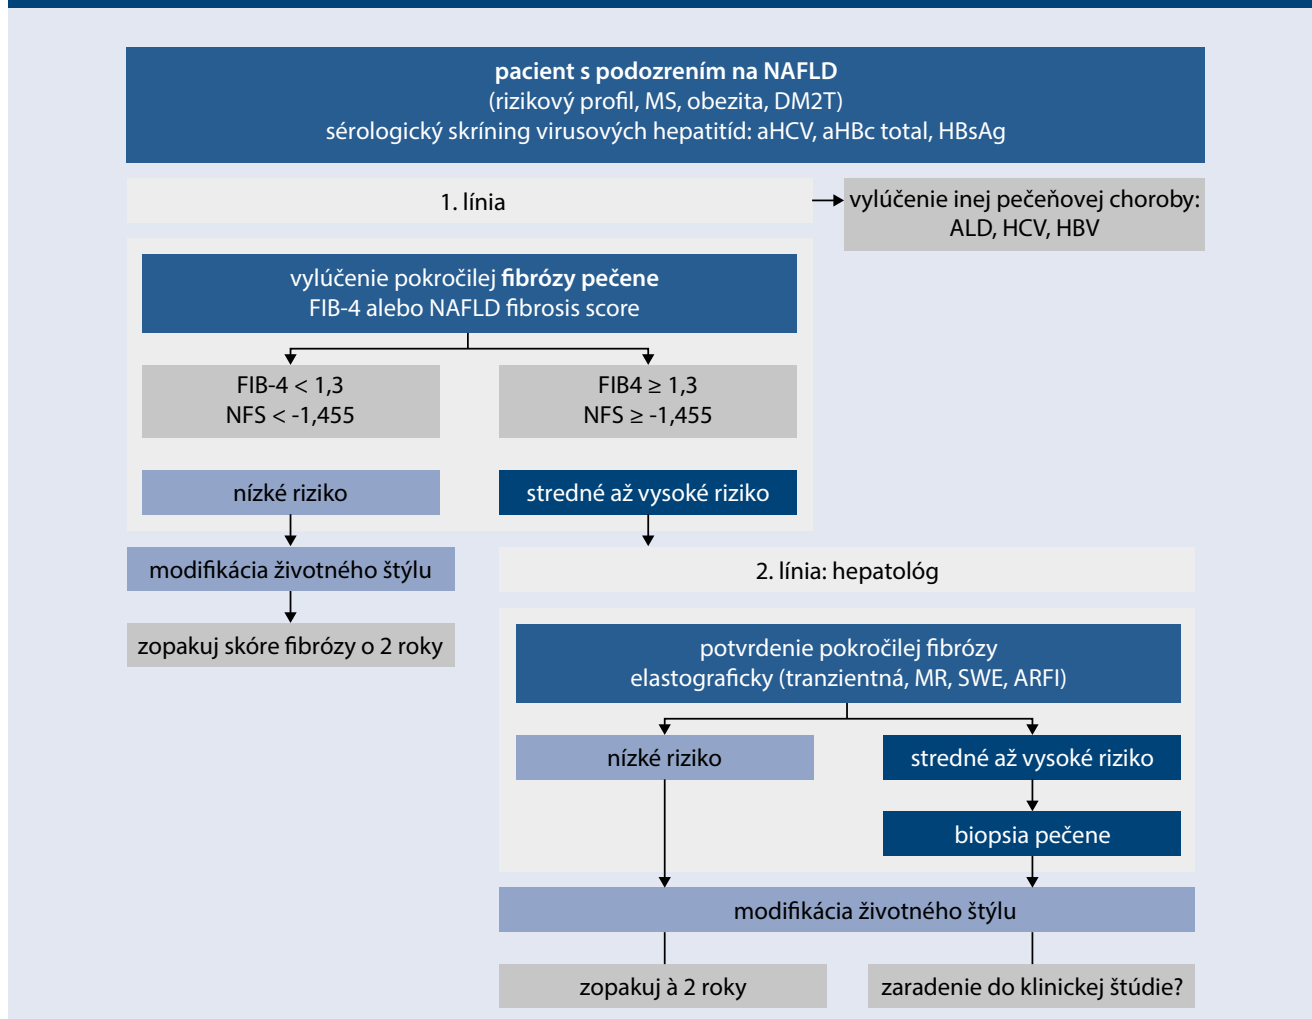 pacient s podozrením na NAFLD
(rizikový profil, MS, obezita, DM2T)
sérologický skríning vírusových hepatitíd: aHCV, aHBc total, HBsAg
1. línia
vylúčenie inej pečeňovej choroby:
ALD, HCV, HBV
vylúčenie pokročilej fibrózy pečene
FIB-4 alebo NAFLD fibrosis score
FIB-4 < 1,3
NFS < -1,455
FIB4 ≥ 1,3
NFS ≥ -1,455
nízké riziko
stredné až vysoké riziko
modifikácia životného štýlu
2. línia: hepatológ
zopakuj skóre fibrózy o 2 roky
potvrdenie pokročilej fibrózy
elastograficky (tranzientná, MR, SWE, ARFI)
nízké riziko
stredné až vysoké riziko
biopsia pečene
modifikácia životného štýlu
zopakuj à 2 roky
zaradenie do klinickej štúdie?